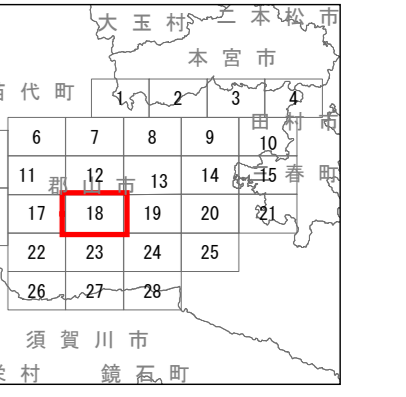 大玉村 二本松市
本宮市
代町
1 2 3 4
田村市
6 7 8 9 10
11 12 13 14 15
郡山市 三春町
17 18 19 20 21
22 23 24 25
26 27 28
須賀川市
村 鏡石町